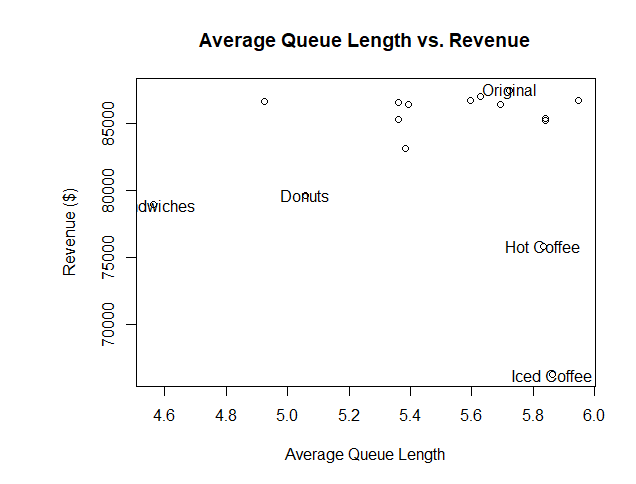 Average Queue Length vs. Revenue
Revenue ($)
85000
80000
75000
70000
Original
Donuts
dwiches
Hot Coffee
Iced Coffee
4.6 4.8 5.0 5.2 5.4 5.6 5.8 6.0
Average Queue Length